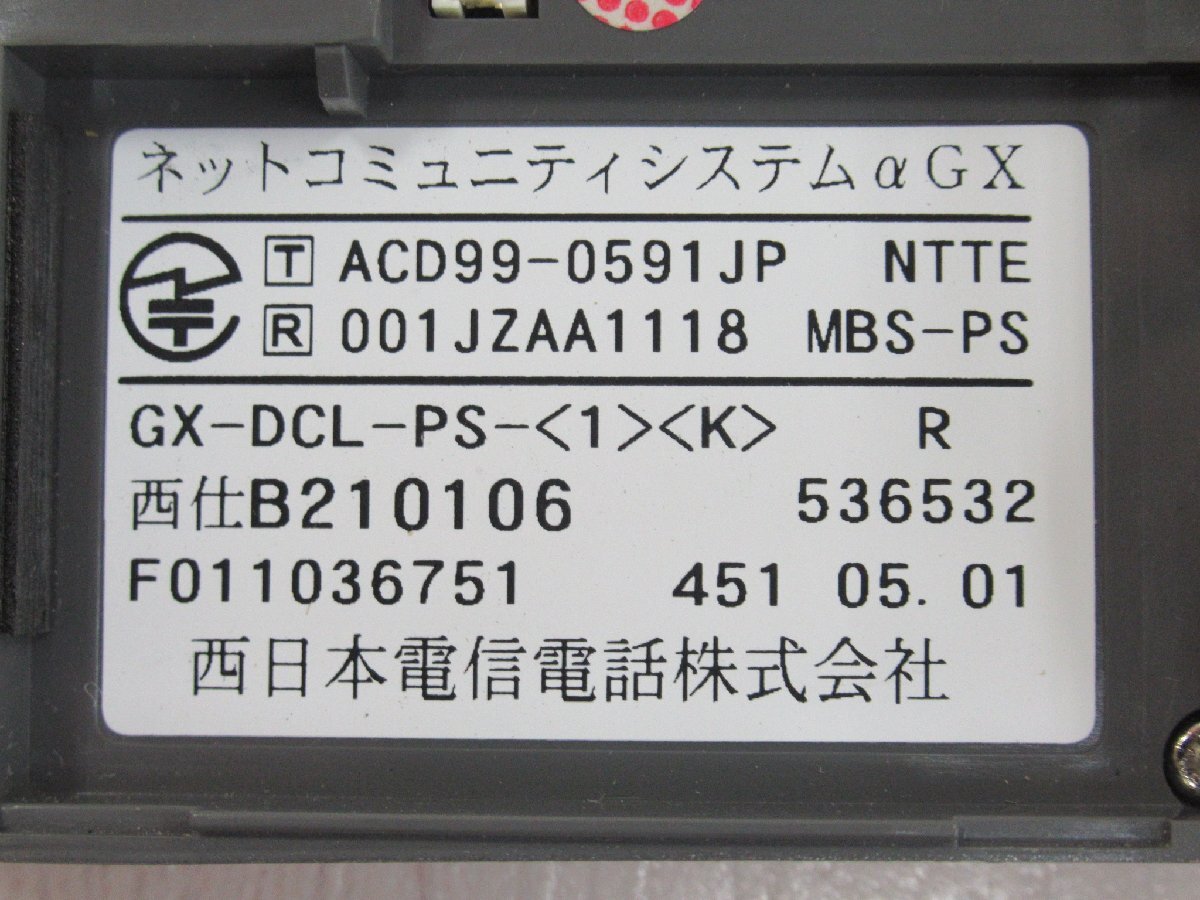 ネットコミュニティシステムαGX
T ACD99-0591JP NTTE
R 001JZAA1118 MBS-PS
GX-DCL-PS-<1><K> R
西仕B210106 536532
F011036751 451 05.01
西日本電信電話株式会社